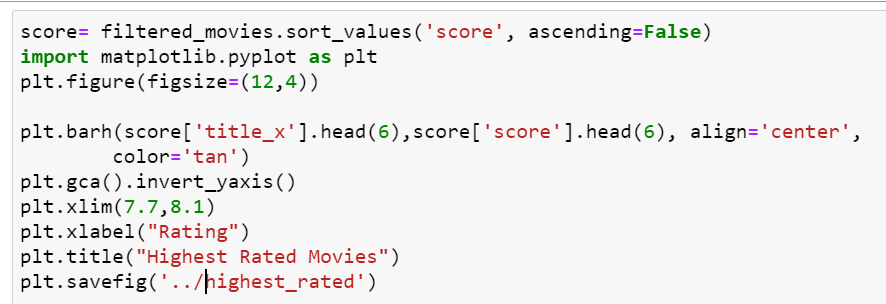 score= filtered_movies.sort_values('score', ascending=False)
import matplotlib.pyplot as plt
plt.figure(figsize=(12,4))

plt.barh(score['title_x'].head(6),score['score'].head(6), align='center',
        color='tan')
plt.gca().invert_yaxis()
plt.xlim(7.7,8.1)
plt.xlabel("Rating")
plt.title("Highest Rated Movies")
plt.savefig('../highest_rated')